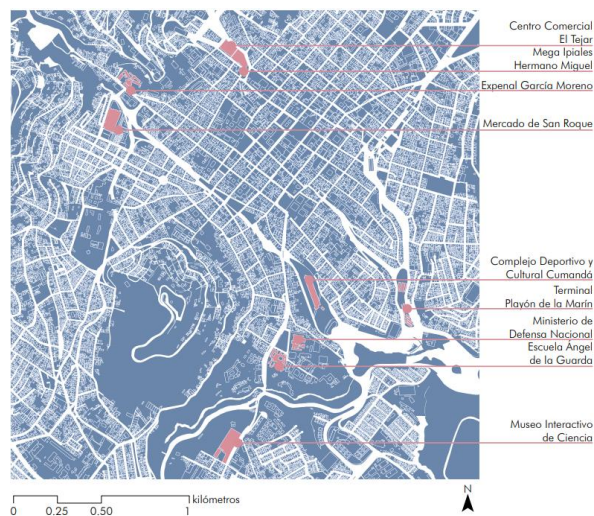 Centro Comercial
El Tejar
Mega Ipiales
Hermano Miguel
Expenal García Moreno
Mercado de San Roque
Complejo Deportivo y
Cultural Cumandá
Terminal
Playón de la Marín
Ministerio de
Defensa Nacional
Escuela Ángel
de la Guarda
Museo Interactivo
de Ciencia
kilómetros
0 0.25 0.50 1
N